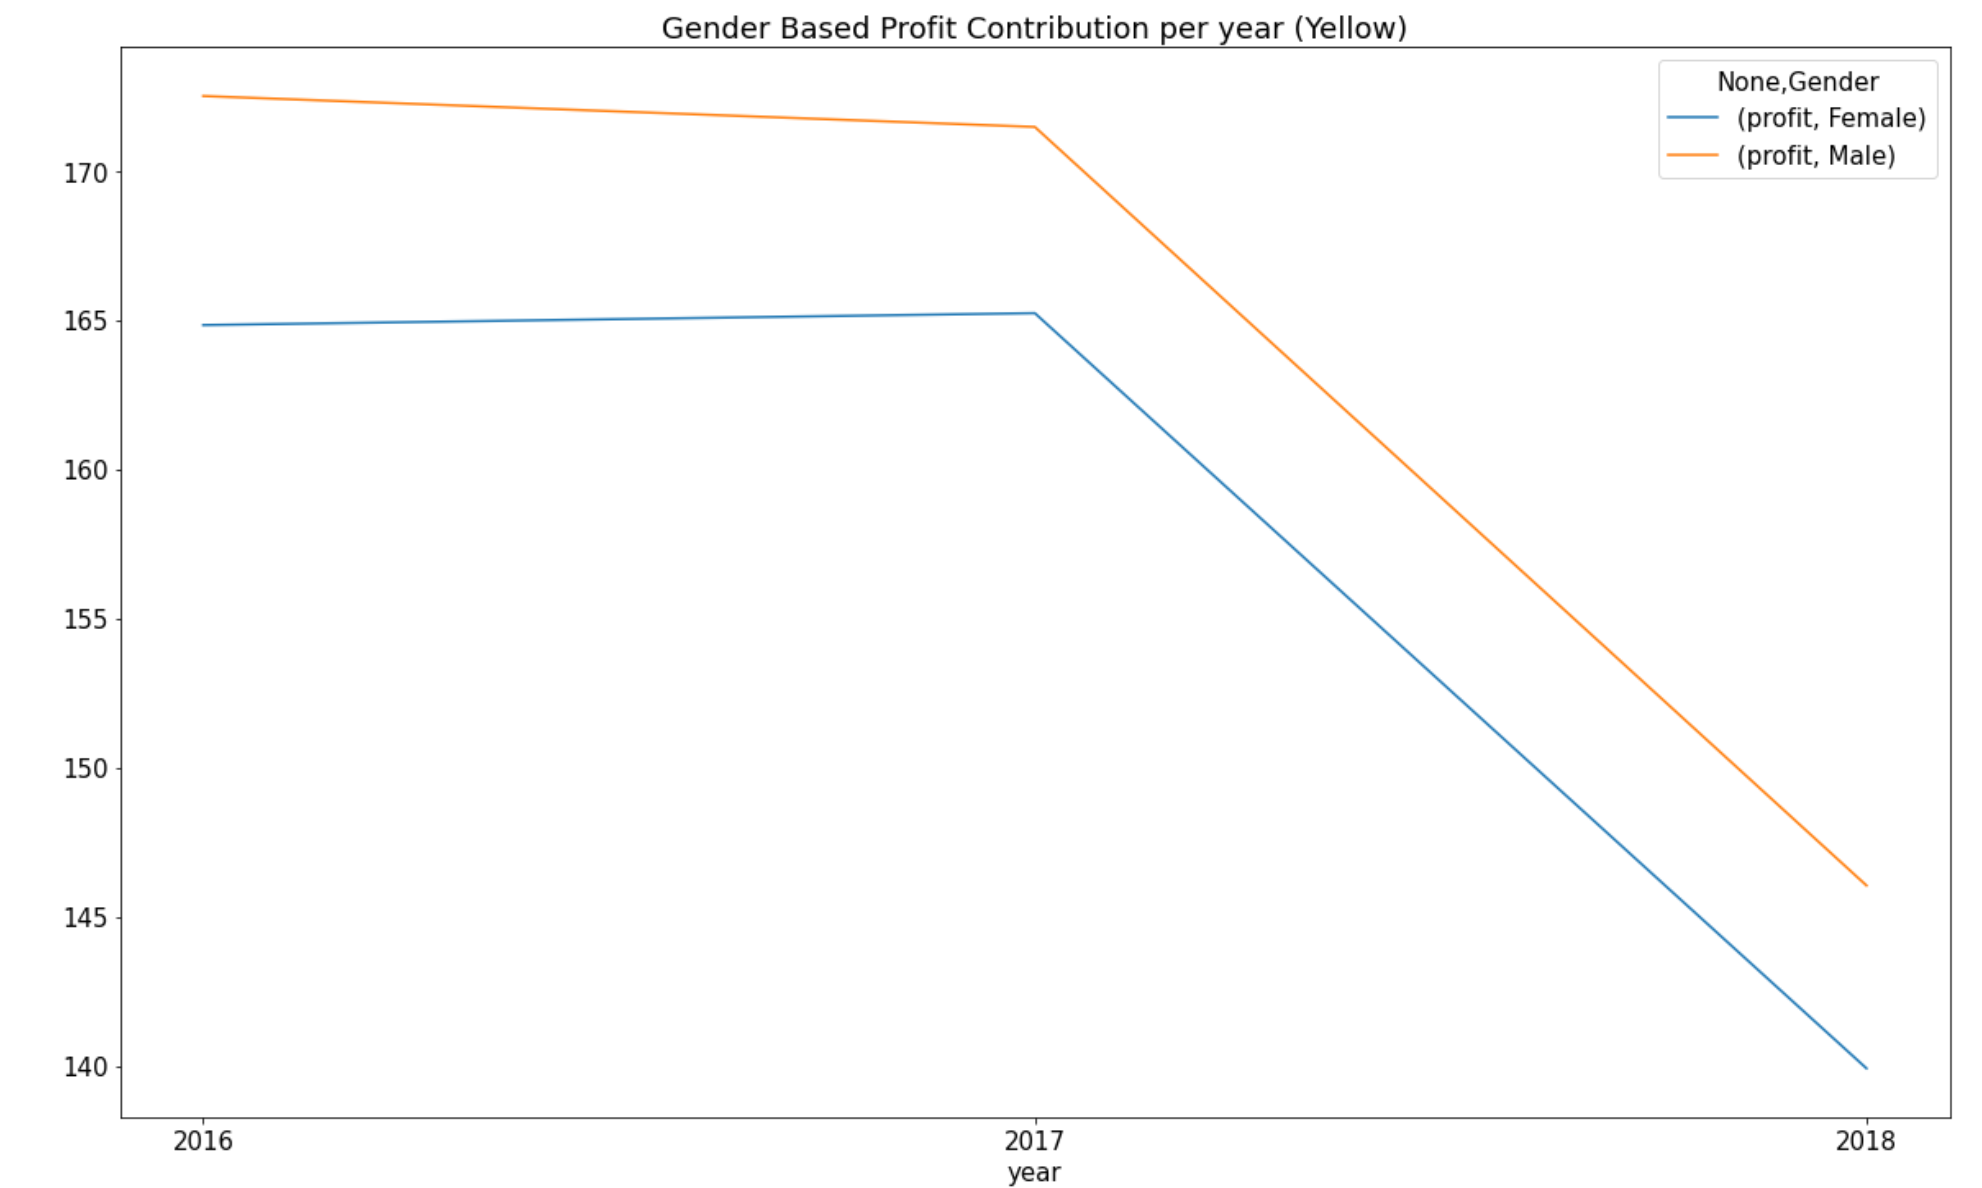 Gender Based Profit Contribution per year (Yellow)
None,Gender
(profit, Female)
(profit, Male)
170
165
160
155
150
145
140
2016 2017 2018
year